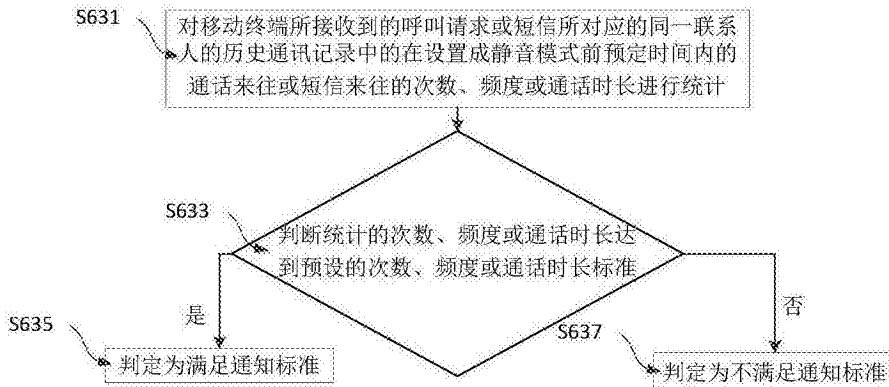 S631
对移动终端所接收到的呼叫请求或短信所对应的同一联系
人的历史通讯记录中的在设置成静音模式前预定时间内的
通话来往或短信来往的次数、频度或通话时长进行统计
S633
判断统计的次数、频度或通话时长达
到预设的次数、频度或通话时长标准
是
否
S635
S637
判定为满足通知标准
判定为不满足通知标准